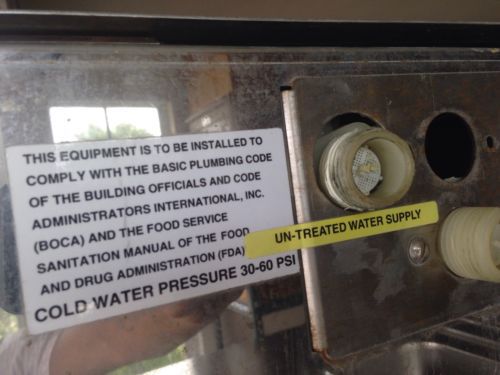 THIS EQUIPMENT IS TO BE INSTALLED TO
COMPLY WITH THE BASIC PLUMBING CODE
OF THE BUILDING OFFICIALS AND CODE
ADMINISTRATORS INTERNATIONAL, INC.
(BOCA) AND THE FOOD SERVICE
SANITATION MANUAL OF THE FOOD
AND DRUG ADMINISTRATION (FDA)
COLD WATER PRESSURE 30-60 PSI
UN-TREATED WATER SUPPLY